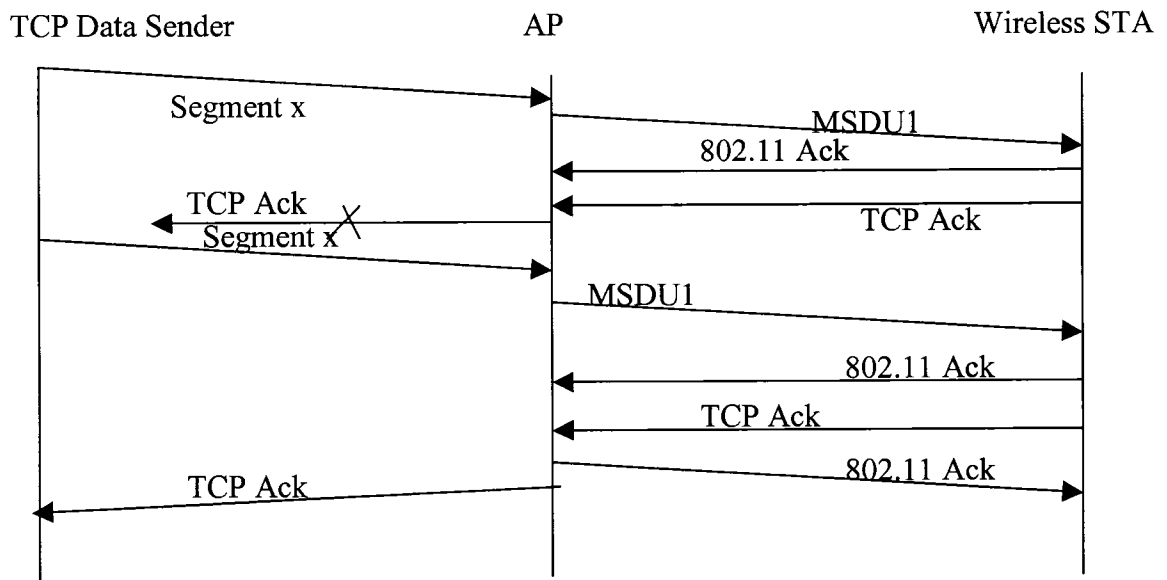 TCP Data Sender
AP
Wireless STA
Segment x
MSDU1
802.11 Ack
TCP Ack
TCP Ack
Segment x
MSDU1
802.11 Ack
TCP Ack
802.11 Ack
TCP Ack